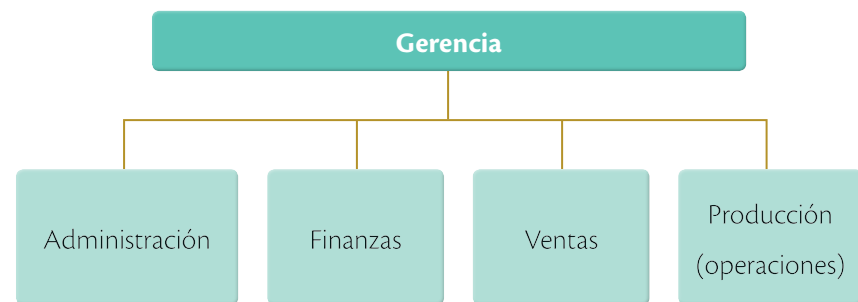 Gerencia
Administración
Finanzas
Ventas
Producción
(operaciones)